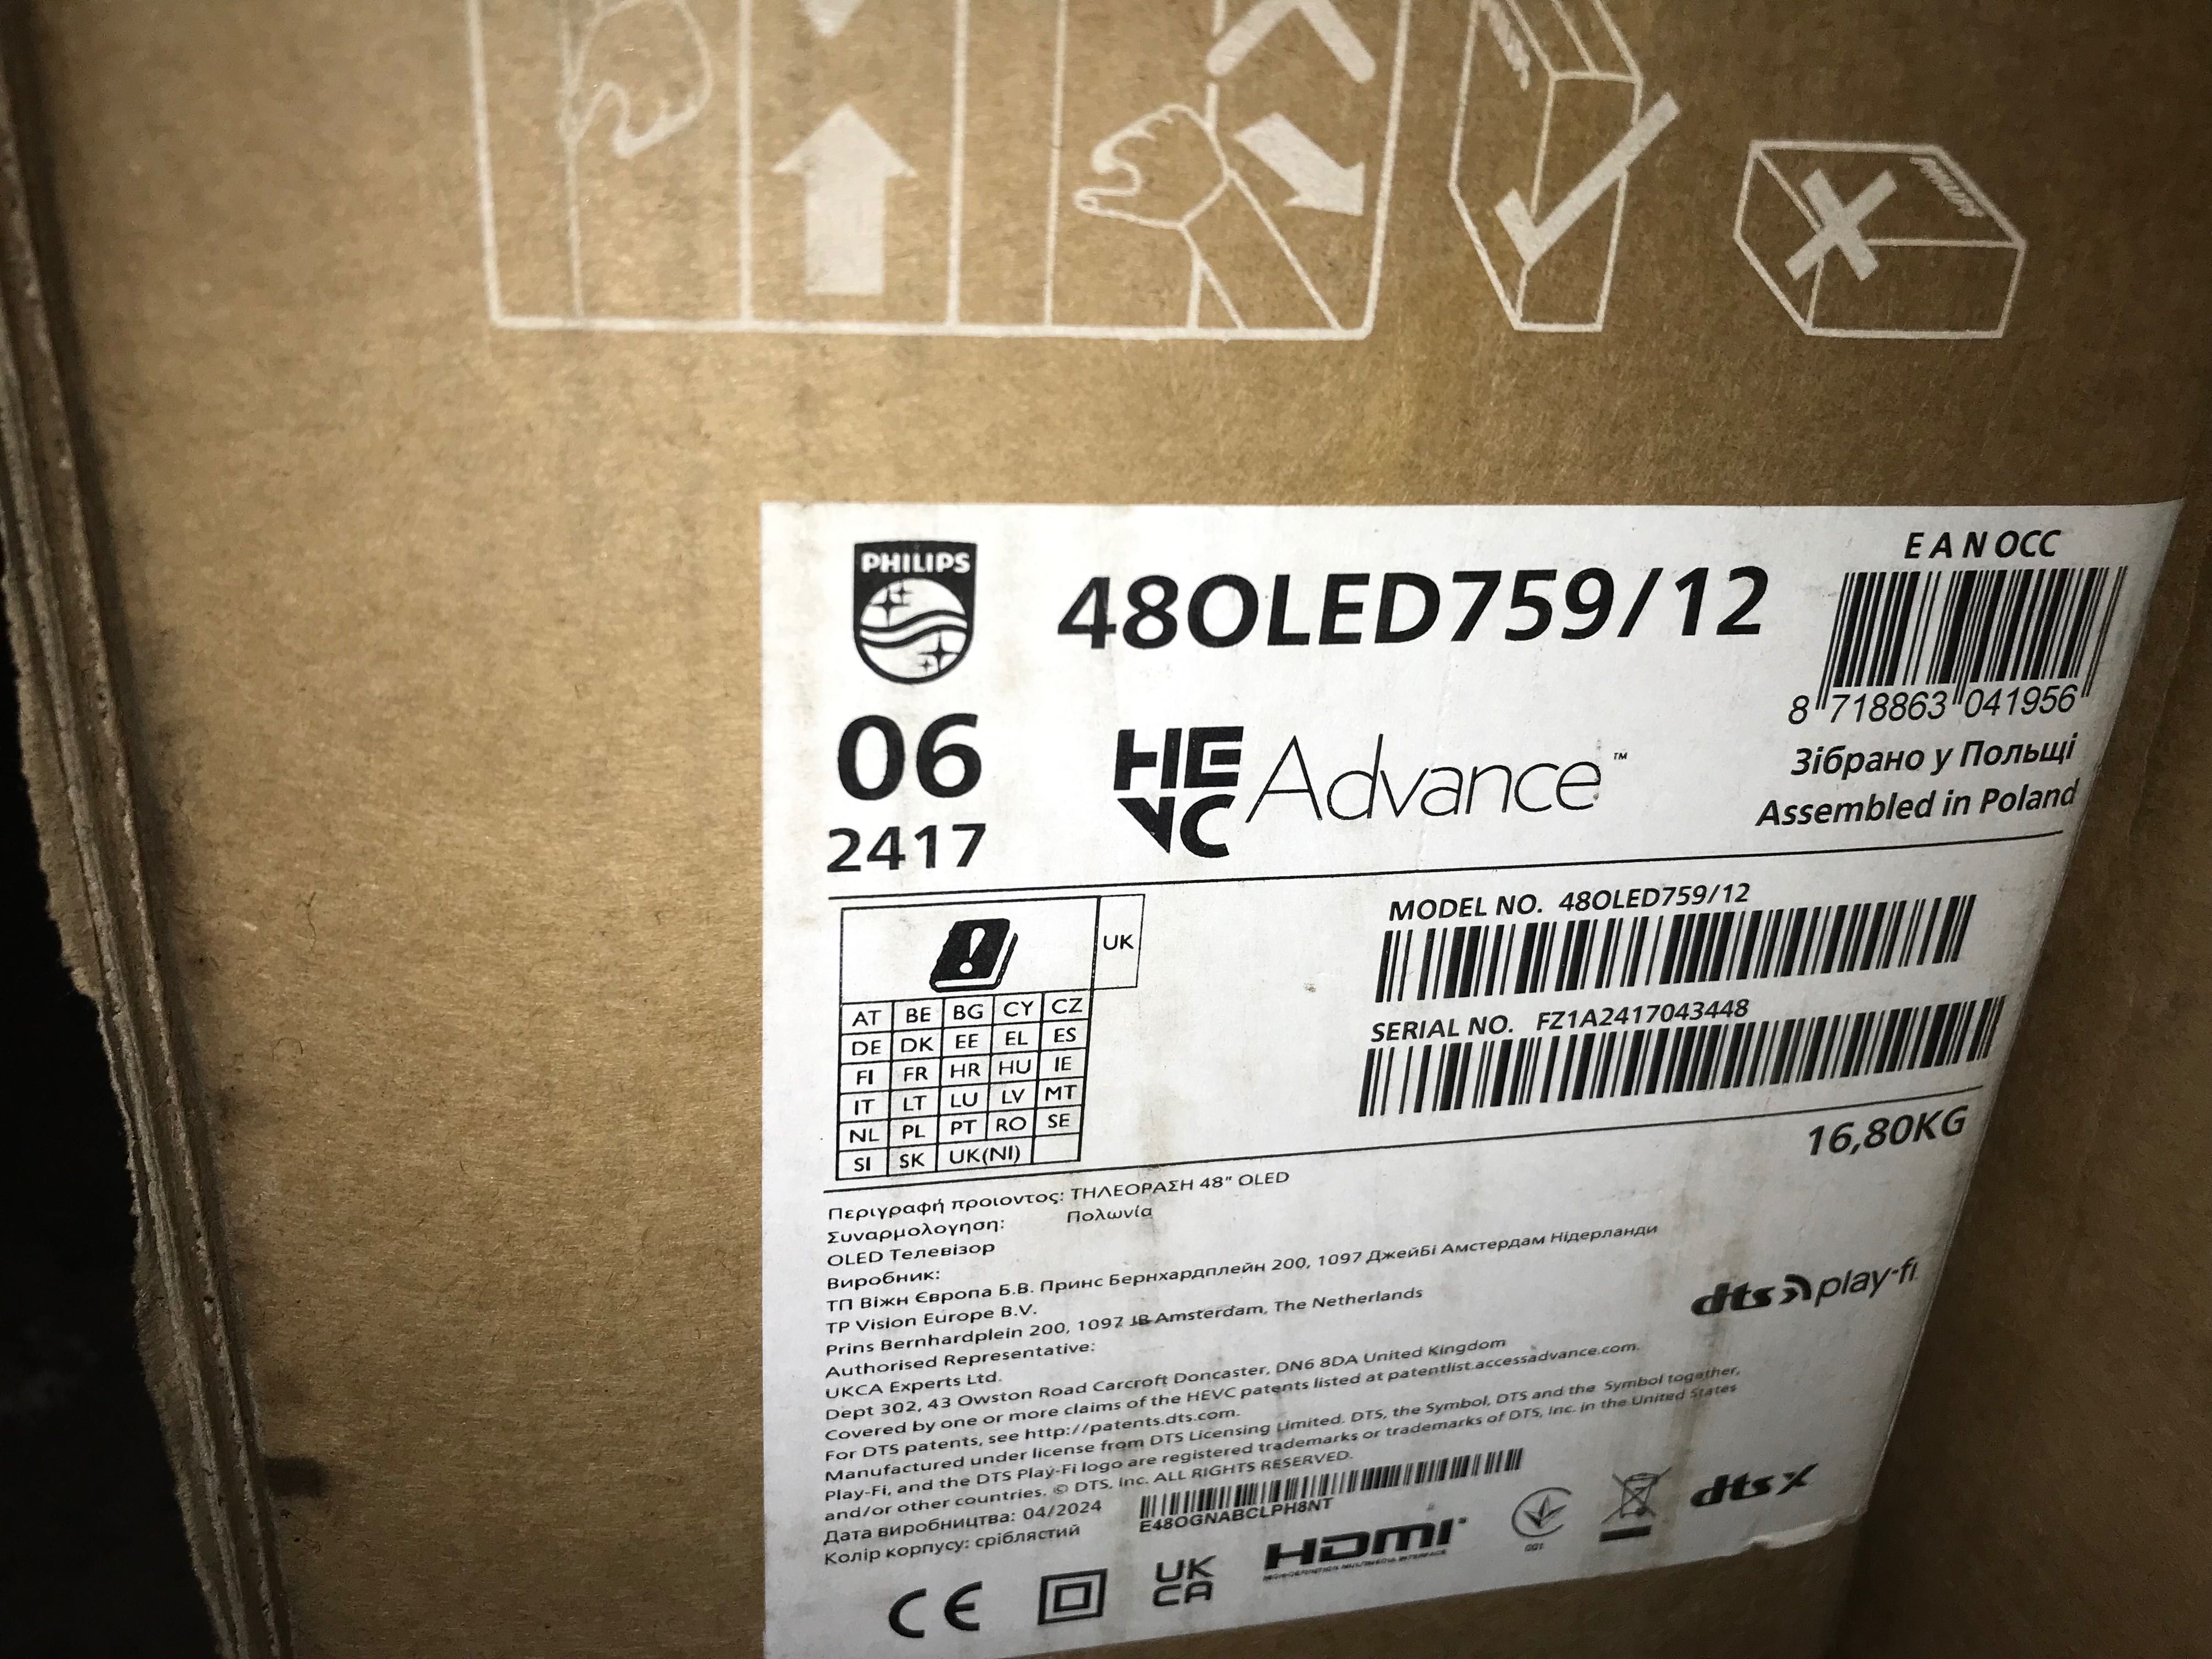 PHILIPS
48OLED759/12
E A N OCC
8 718863 041956
06
2417
HEVC Advance™
Зібрано у Польщі
Assembled in Poland
UK
AT BE BG CY CZ
DE DK EE EL ES
FI FR HR HU IE
IT LT LU LV MT
NL PL PT RO SE
SI SK UK(NI)
MODEL NO. 48OLED759/12
SERIAL NO. FZ1A2417043448
16,80KG
Περιγραφή προιοντος: ΤΗΛΕΟΡΑΣΗ 48" OLED
Συναρμολογηση: Πολωνία
OLED Телевізор
Виробник:
ТП Віжн Європа Б.В. Принс Бернхардплейн 200, 1097 ДжейБі Амстердам Нідерланди
TP Vision Europe B.V.
Prins Bernhardplein 200, 1097 JB Amsterdam, The Netherlands
Authorised Representative:
UKCA Experts Ltd.
Dept 302, 43 Owston Road Carcroft Doncaster, DN6 8DA United Kingdom
Covered by one or more claims of the HEVC patents listed at patentlist.accessadvance.com.
For DTS patents, see http://patents.dts.com.
Manufactured under license from DTS Licensing Limited. DTS, the Symbol, DTS and the Symbol together,
Play-Fi, and the DTS Play-Fi logo are registered trademarks or trademarks of DTS, Inc. in the United States
and/or other countries. © DTS, Inc. ALL RIGHTS RESERVED.
Дата виробництва: 04/2024
Колір корпусу: сріблястий
E48OGNABCLPH8NT
dts play-fi
dts X
CE
UK
CA
HDMI
HIGH-DEFINITION MULTIMEDIA INTERFACE
001